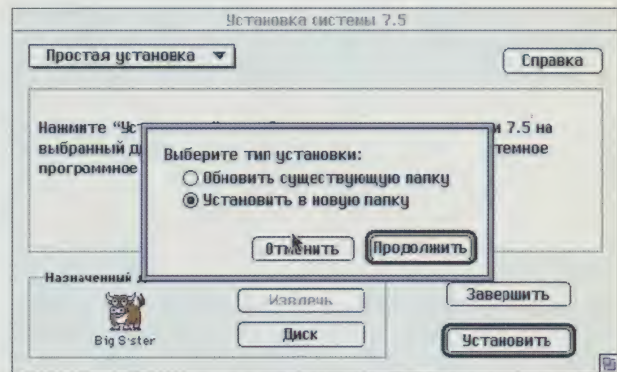 Установка системы 7.5
Простая установка
Справка
Нажмите "Ус
и 7.5 на
выбранный д
темное
программное
Выберите тип установки:
Обновить существующую папку
Установить в новую папку
Отменить
Продолжить
Назначенный д
Извлечь
Завершить
Big Sister
Диск
Установить